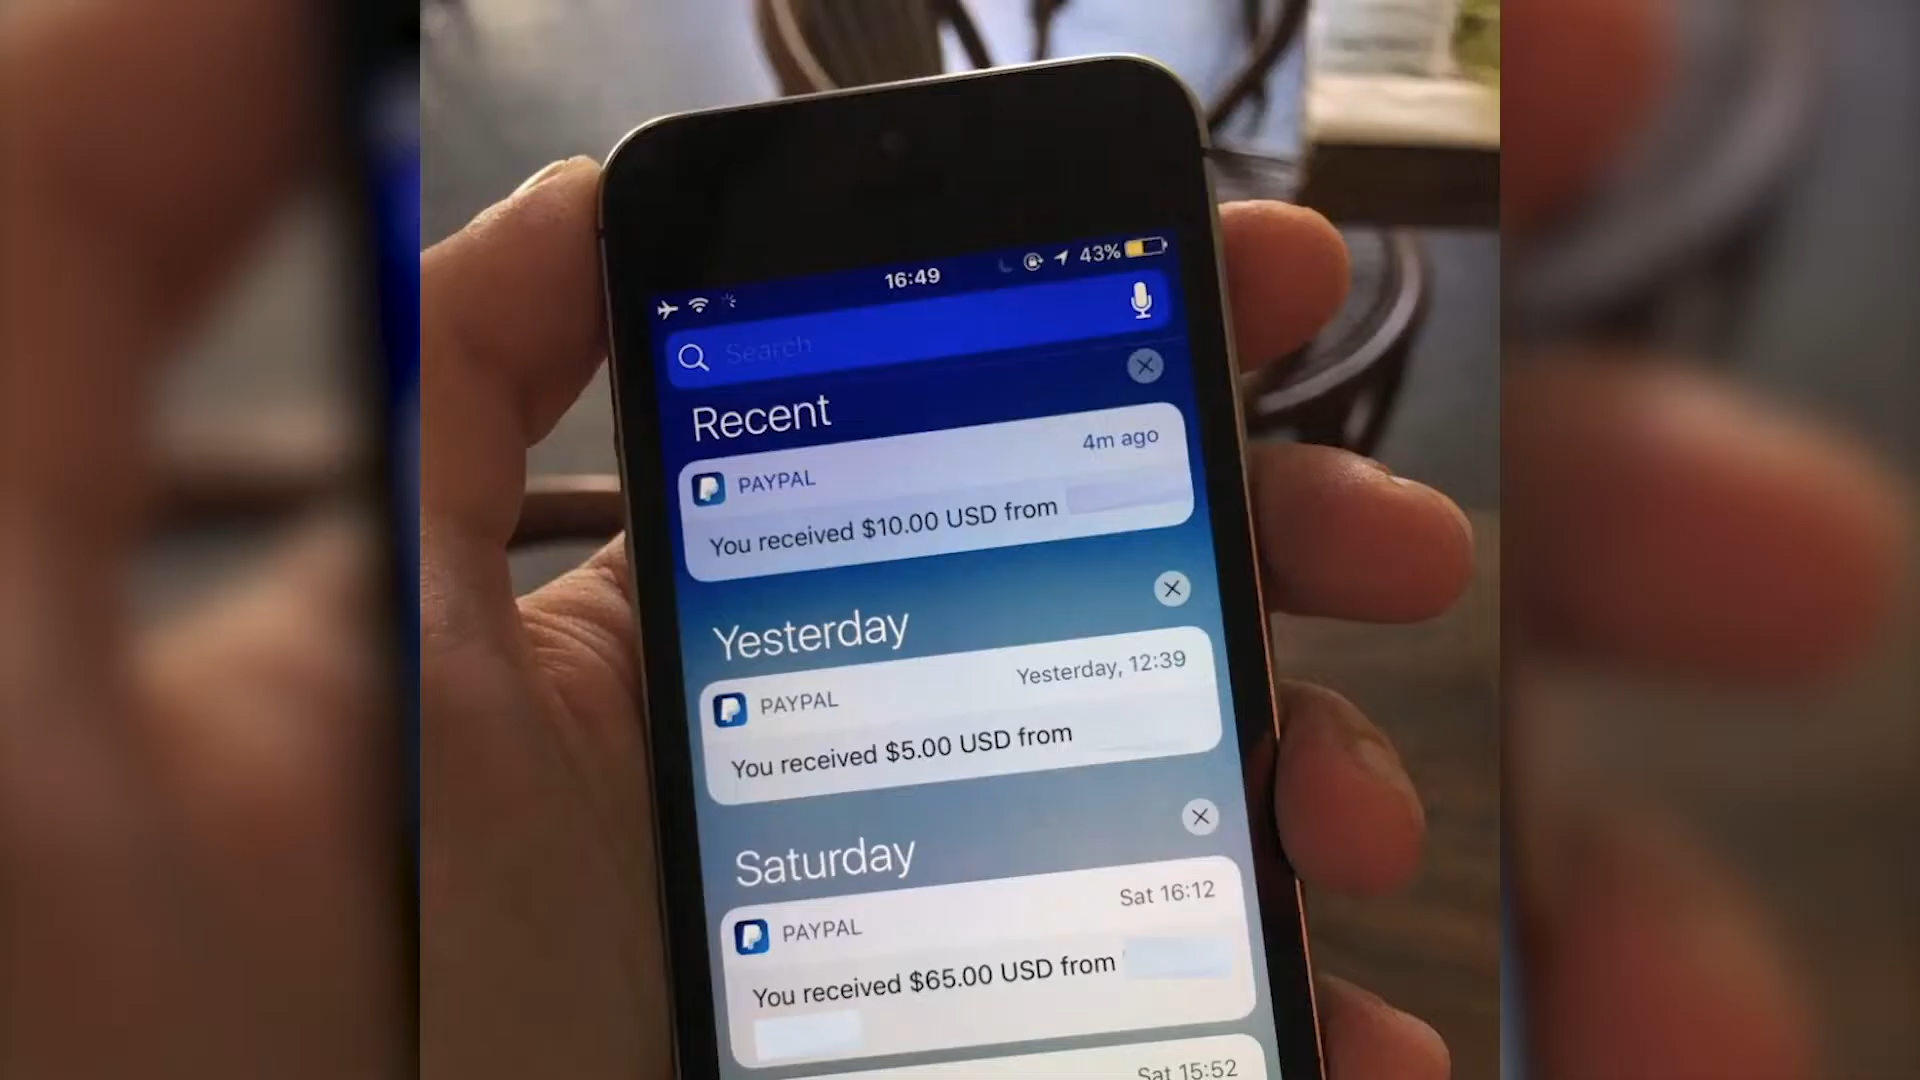 16:49
43%
Search
Recent
PAYPAL
4m ago
You received $10.00 USD from
Yesterday
PAYPAL
Yesterday, 12:39
You received $5.00 USD from
Saturday
PAYPAL
Sat 16:12
You received $65.00 USD from
Sat 15:52